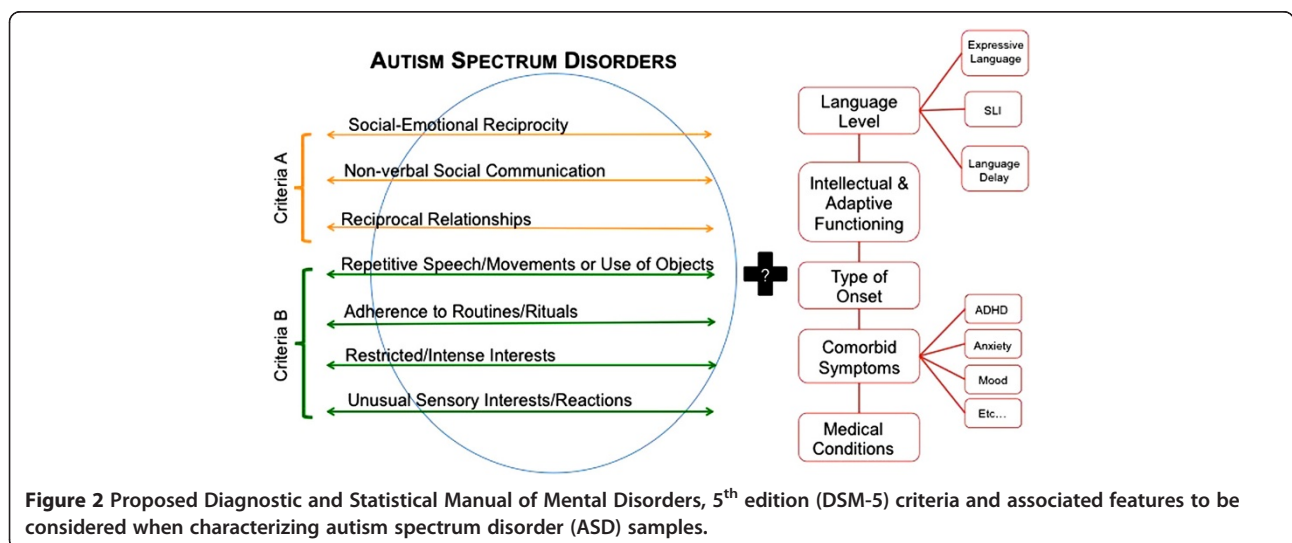 AUTISM SPECTRUM DISORDERS
Criteria A
Social-Emotional Reciprocity
Non-verbal Social Communication
Reciprocal Relationships
Criteria B
Repetitive Speech/Movements or Use of Objects
Adherence to Routines/Rituals
Restricted/Intense Interests
Unusual Sensory Interests/Reactions
?
Language
Level
Expressive
Language
SLI
Language
Delay
Intellectual &
Adaptive
Functioning
Type of
Onset
Comorbid
Symptoms
ADHD
Anxiety
Mood
Etc...
Medical
Conditions
Figure 2 Proposed Diagnostic and Statistical Manual of Mental Disorders, 5th edition (DSM-5) criteria and associated features to be
considered when characterizing autism spectrum disorder (ASD) samples.